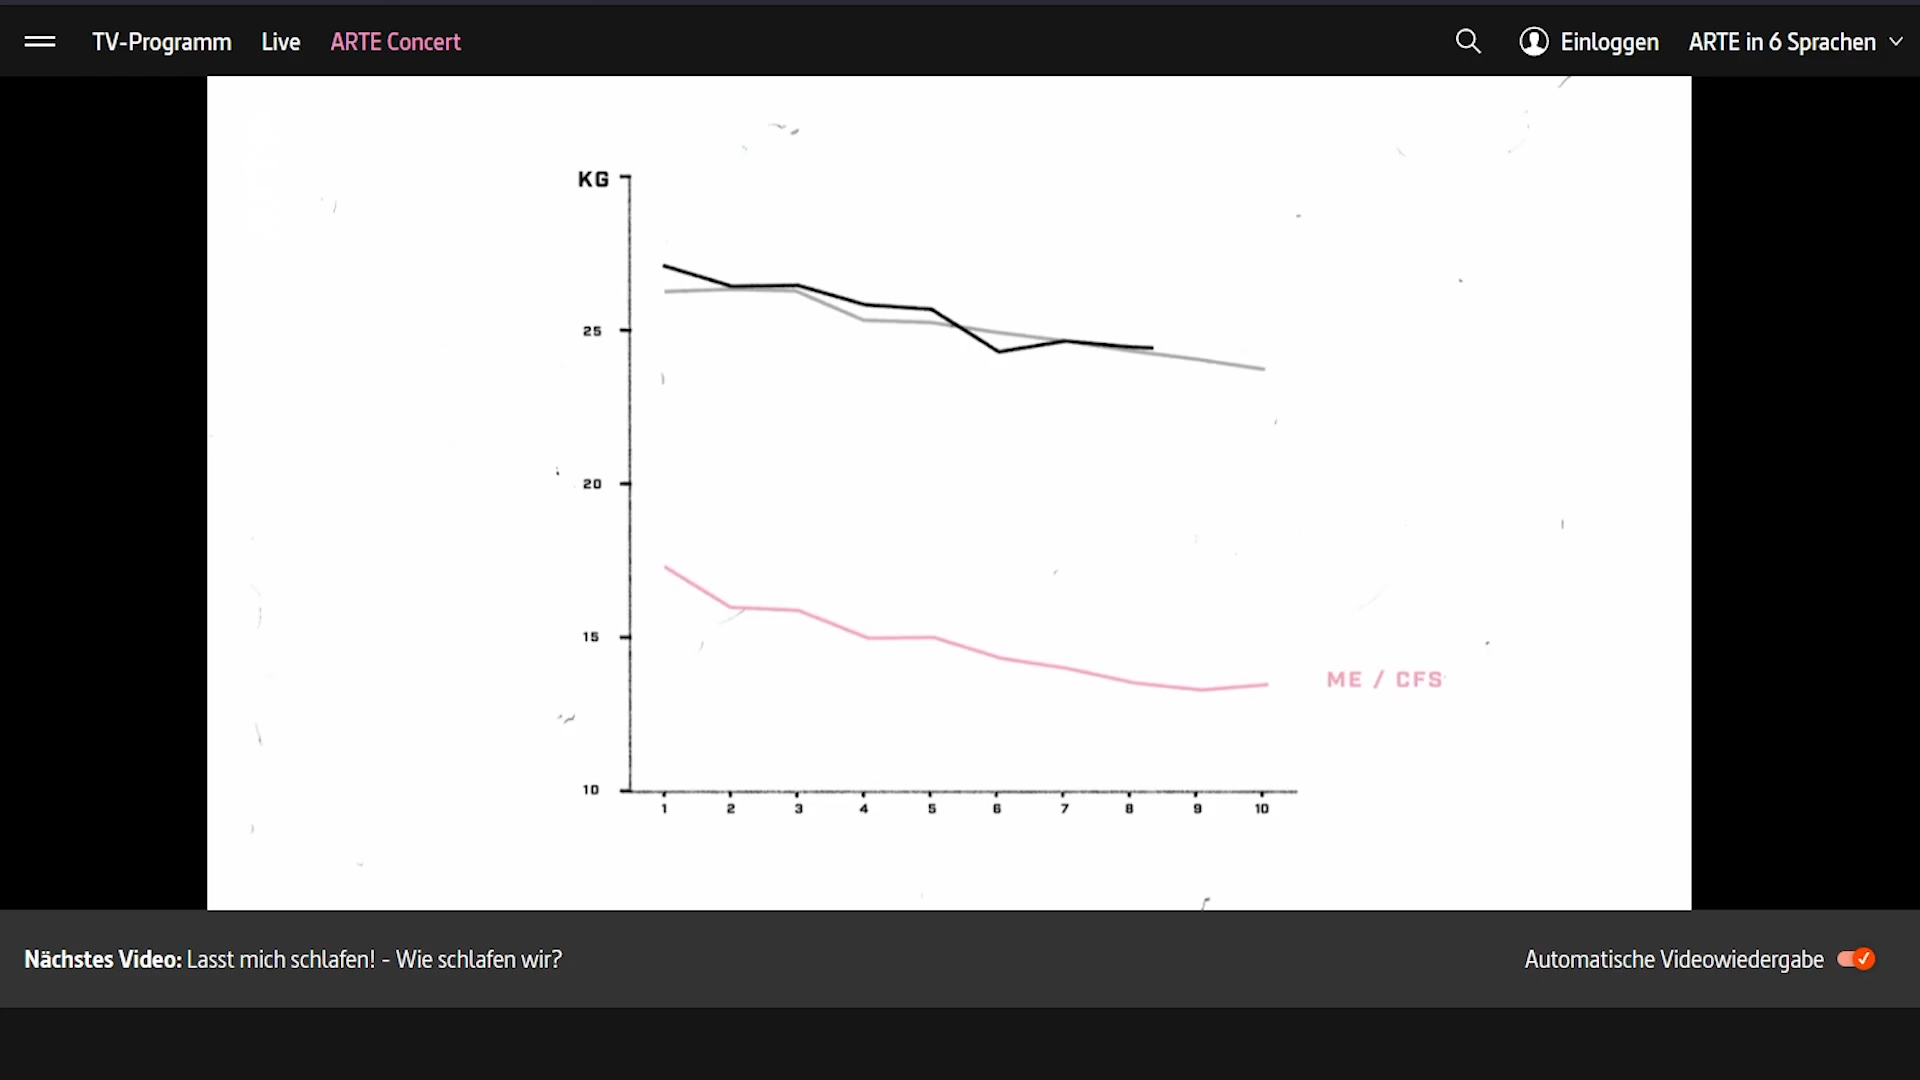 TV-Programm Live ARTE Concert Einloggen ARTE in 6 Sprachen
KG
25
20
15
10
ME / CFS
1 2 3 4 5 6 7 8 9 10
Nächstes Video: Lasst mich schlafen! - Wie schlafen wir? Automatische Videowiedergabe